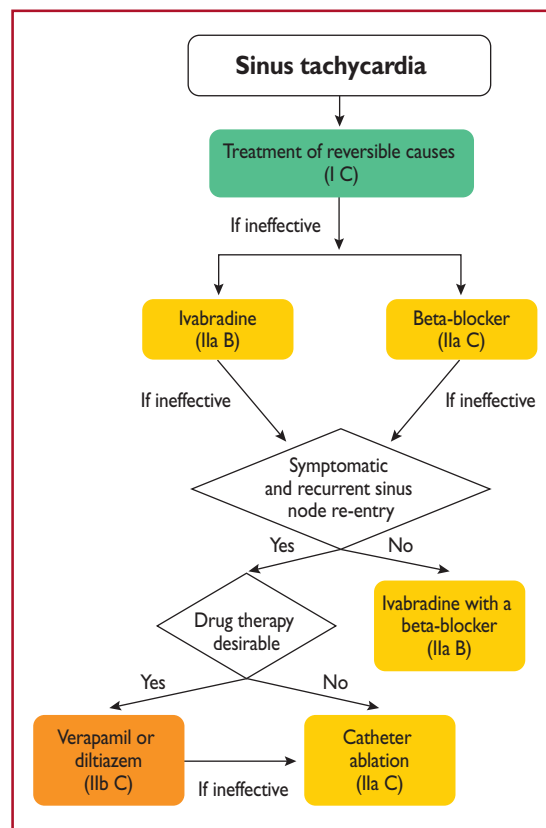 Sinus tachycardia
Treatment of reversible causes
(I C)
If ineffective
Ivabradine
(IIa B)
Beta-blocker
(IIa C)
If ineffective
If ineffective
Symptomatic
and recurrent sinus
node re-entry
Yes
No
Drug therapy
desirable
Ivabradine with a
beta-blocker
(IIa B)
Yes
No
Verapamil or
diltiazem
(IIb C)
If ineffective
Catheter
ablation
(IIa C)